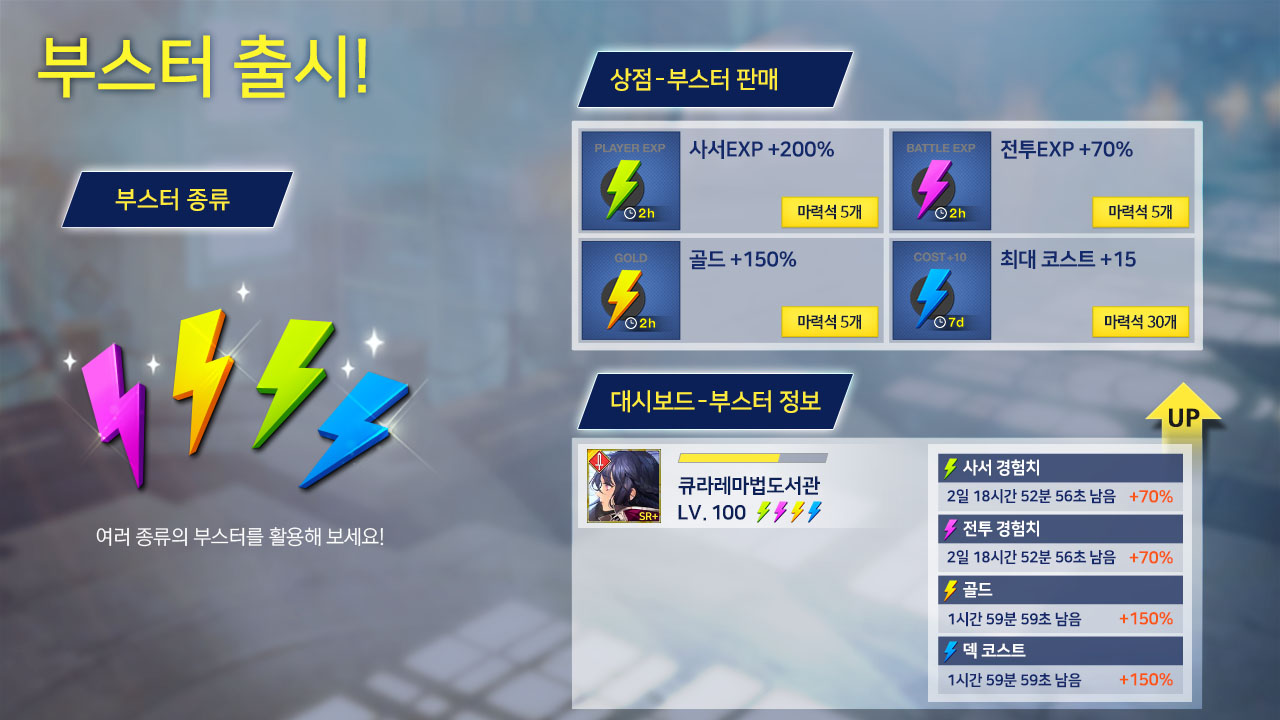 부스터 출시!
부스터 종류
여러 종류의 부스터를 활용해 보세요!
상점-부스터 판매
PLAYER EXP
2h
사서EXP +200%
마력석 5개
BATTLE EXP
2h
전투EXP +70%
마력석 5개
GOLD
2h
골드 +150%
마력석 5개
COST+10
7d
최대 코스트 +15
마력석 30개
대시보드-부스터 정보
UP
SR+
큐라레마법도서관
LV. 100
사서 경험치
2일 18시간 52분 56초 남음 +70%
전투 경험치
2일 18시간 52분 56초 남음 +70%
골드
1시간 59분 59초 남음 +150%
덱 코스트
1시간 59분 59초 남음 +150%